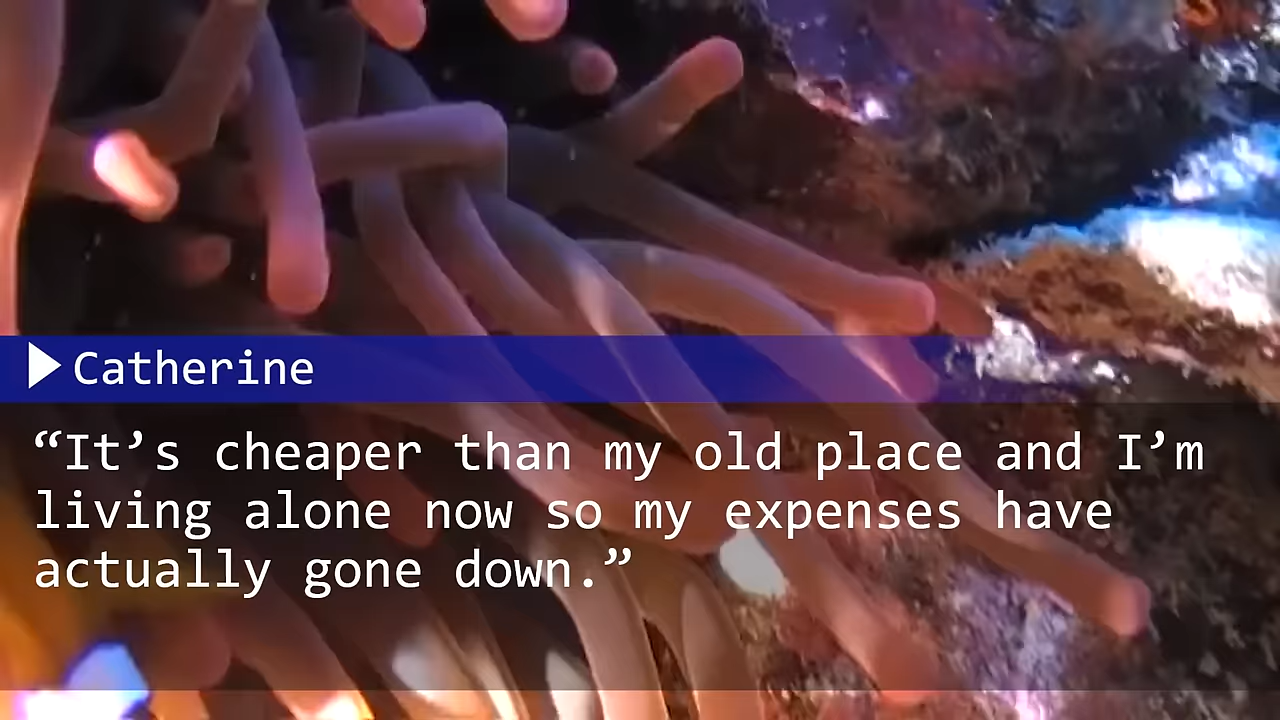 Catherine
“It’s cheaper than my old place and I’m
living alone now so my expenses have
actually gone down.”